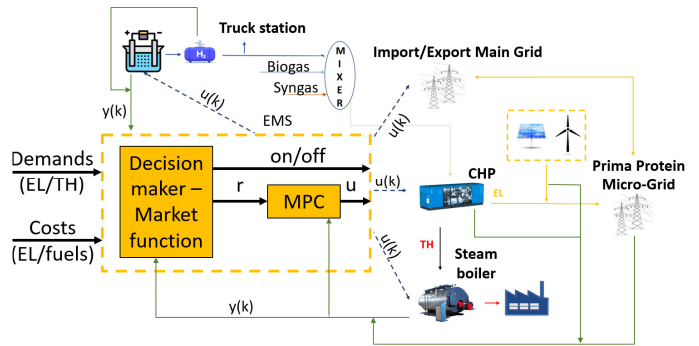 Truck station
H₂
MIXER
Biogas
Syngas
Import/Export Main Grid
y(k)
u(k)
EMS
u(k)
Demands
(EL/TH)
Decision
maker –
Market
function
on/off
r
MPC
u
u(k)
CHP
EL
Prima Protein
Micro-Grid
Costs
(EL/fuels)
u(k)
TH
Steam
boiler
y(k)